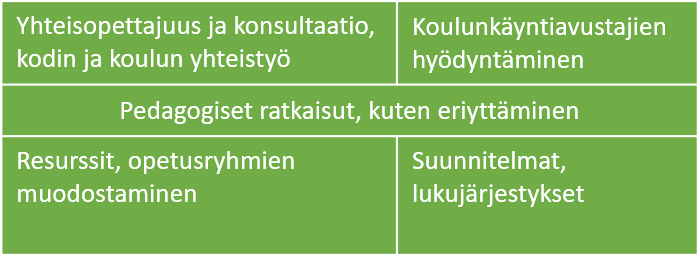 Yhteisopettajuus ja konsultaatio,
kodin ja koulun yhteistyö
Koulunkäyntiavustajien
hyödyntäminen
Pedagogiset ratkaisut, kuten eriyttäminen
Resurssit, opetusryhmien
muodostaminen
Suunnitelmat,
lukujärjestykset